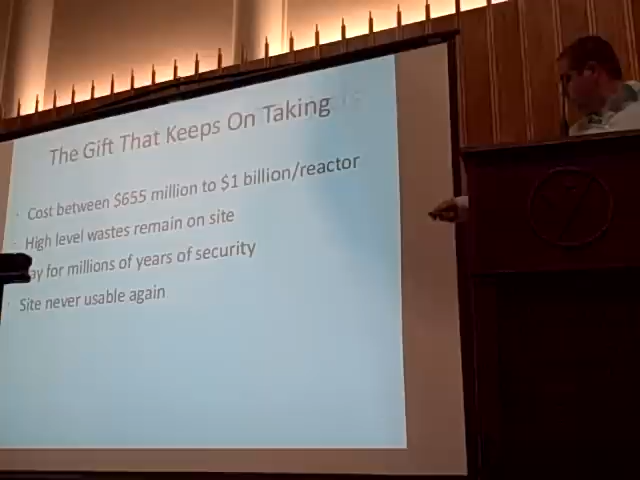 The Gift That Keeps On Taking
Cost between $655 million to $1 billion/reactor
High level wastes remain on site
for millions of years of security
Site never usable again